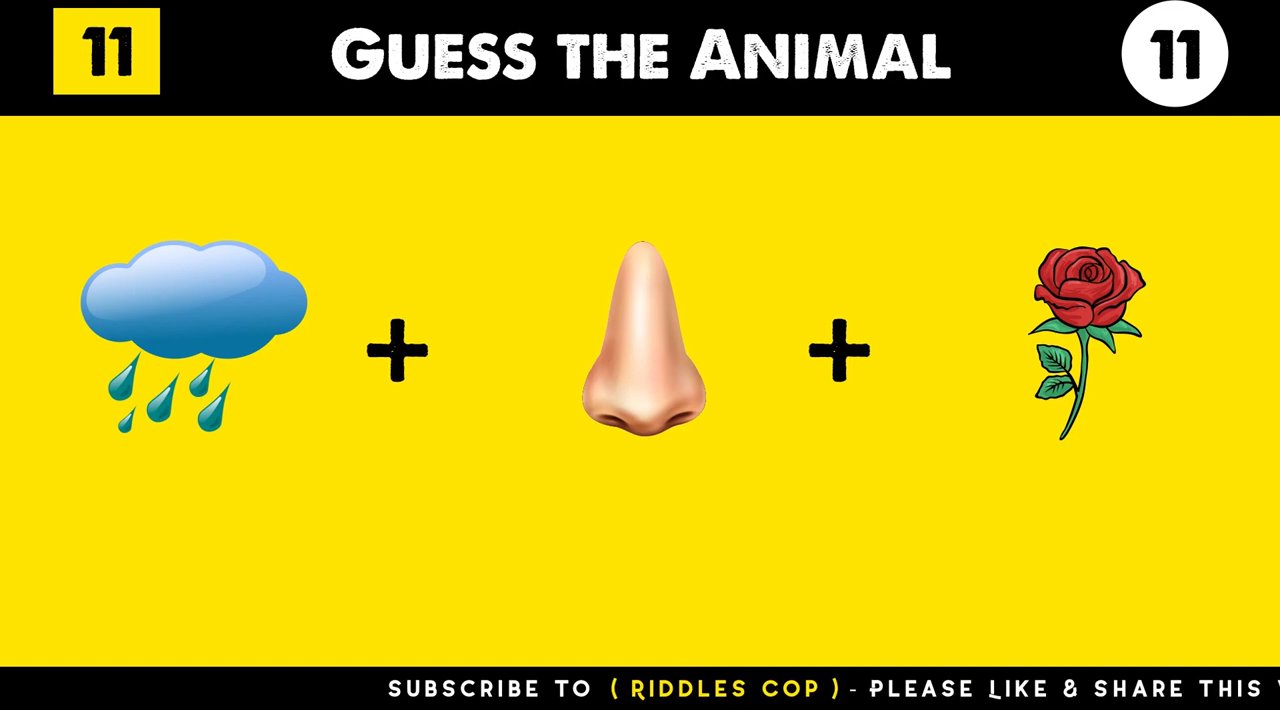 11
GUESS THE ANIMAL
11
+
+
SUBSCRIBE TO ( RIDDLES COP ) - PLEASE LIKE & SHARE THIS